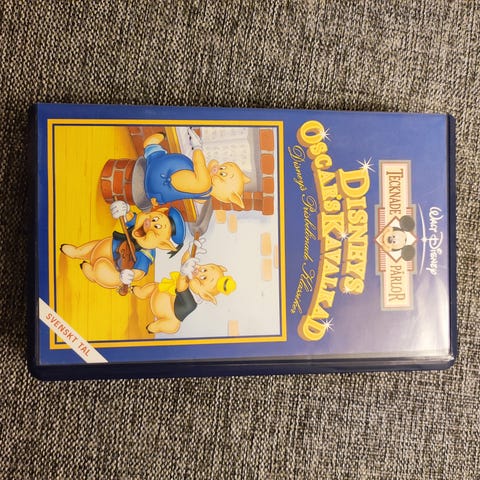 WALT DISNEY
TECKNADE PÄRLOR
DISNEYS
OSCARSKAVALKAD
Disneys Prisbelönade Klassiker
SVENSKT TAL